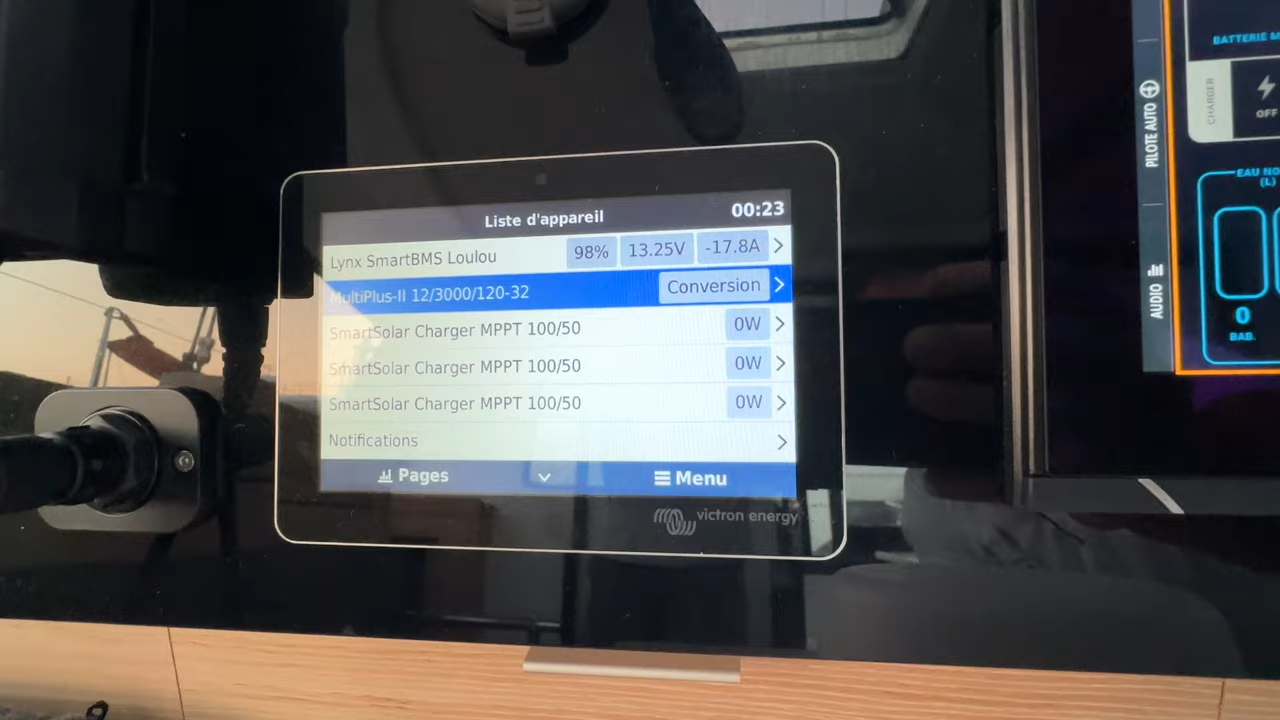 Liste d'appareil 00:23
Lynx SmartBMS Loulou 98% 13.25V -17.8A
MultiPlus-II 12/3000/120-32 Conversion
SmartSolar Charger MPPT 100/50 0W
SmartSolar Charger MPPT 100/50 0W
SmartSolar Charger MPPT 100/50 0W
Notifications
Pages Menu
victron energy
BATTERIE
CHARGER
OFF
PILOTE AUTO
EAU
(L)
AUDIO
0
BAB.